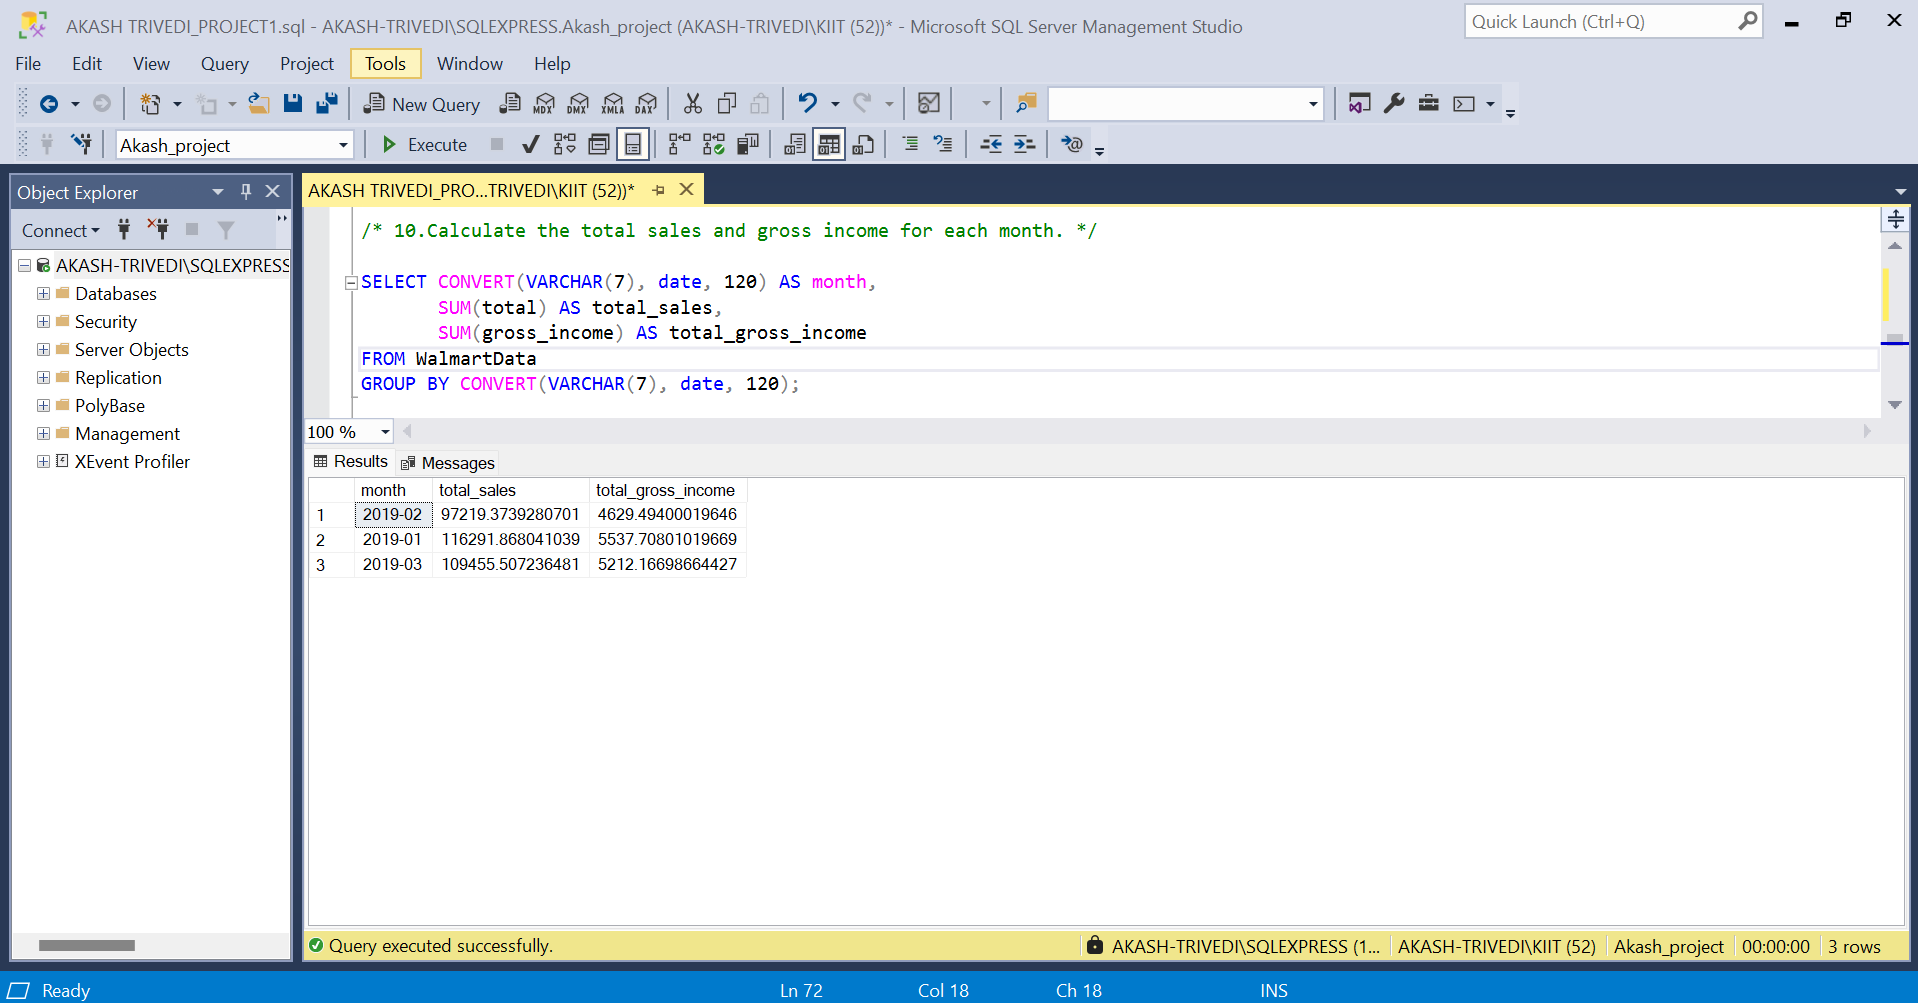 AKASH TRIVEDI_PROJECT1.sql - AKASH-TRIVEDI\SQLEXPRESS.Akash_project (AKASH-TRIVEDI\KIIT (52))* - Microsoft SQL Server Management Studio
Quick Launch (Ctrl+Q)
File Edit View Query Project Tools Window Help
New Query MDX DMX XMLA DAX
Akash_project Execute
Object Explorer
AKASH TRIVEDI_PRO...TRIVEDI\KIIT (52))*
Connect
AKASH-TRIVEDI\SQLEXPRESS
Databases
Security
Server Objects
Replication
PolyBase
Management
XEvent Profiler
/* 10.Calculate the total sales and gross income for each month. */
SELECT CONVERT(VARCHAR(7), date, 120) AS month,
SUM(total) AS total_sales,
SUM(gross_income) AS total_gross_income
FROM WalmartData
GROUP BY CONVERT(VARCHAR(7), date, 120);
100 %
Results Messages
month total_sales total_gross_income
1 2019-02 97219.3739280701 4629.49400019646
2 2019-01 116291.868041039 5537.70801019669
3 2019-03 109455.507236481 5212.16698664427
Query executed successfully. AKASH-TRIVEDI\SQLEXPRESS (1... AKASH-TRIVEDI\KIIT (52) Akash_project 00:00:00 3 rows
Ready Ln 72 Col 18 Ch 18 INS